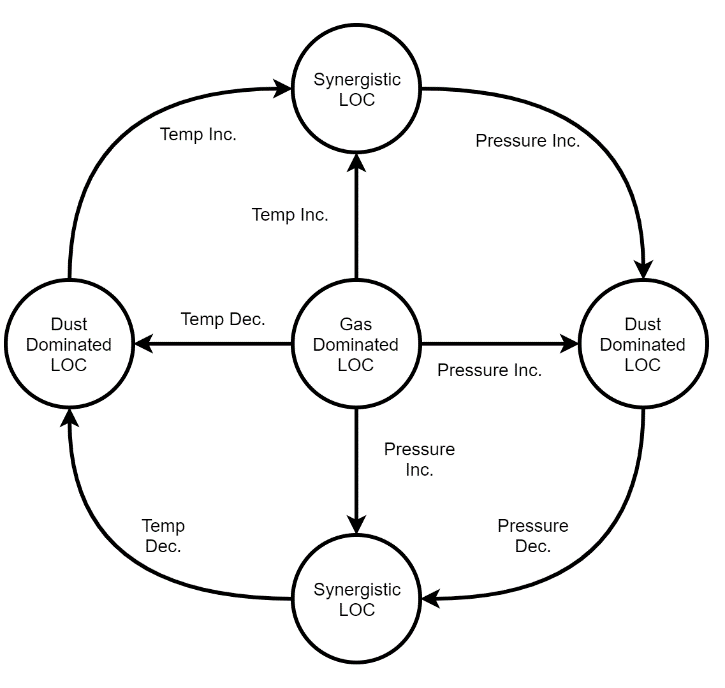 Synergistic
LOC
Temp Inc.
Pressure Inc.
Temp Inc.
Dust
Dominated
LOC
Temp Dec.
Gas
Dominated
LOC
Pressure Inc.
Dust
Dominated
LOC
Pressure
Inc.
Temp
Dec.
Pressure
Dec.
Synergistic
LOC